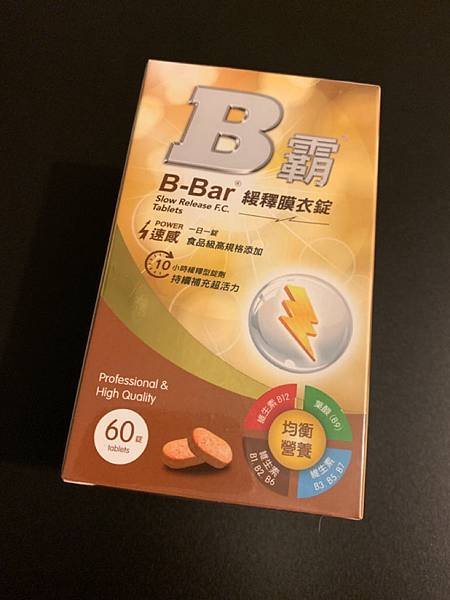 B霸
B-Bar® 緩釋膜衣錠
Slow Release F.C.
Tablets
POWER
速感
一日一錠
食品級高規格添加
10
小時緩釋型錠劑
持續補充超活力
Professional &
High Quality
60錠
tablets
維生素B12
葉酸(B9)
均衡
營養
維生素
B1, B2, B6
維生素
B3, B5, B7